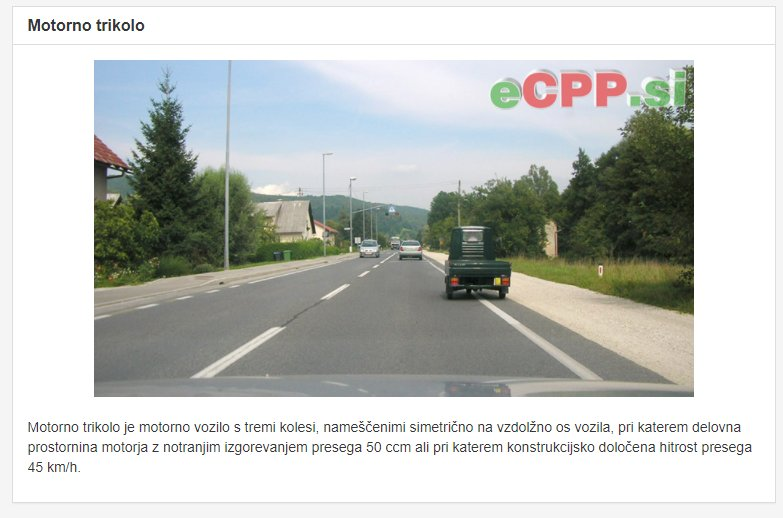 Motorno trikolo
eCPP.si
Motorno trikolo je motorno vozilo s tremi kolesi, nameščenimi simetrično na vzdolžno os vozila, pri katerem delovna
prostornina motorja z notranjim izgorevanjem presega 50 ccm ali pri katerem konstrukcijsko določena hitrost presega
45 km/h.